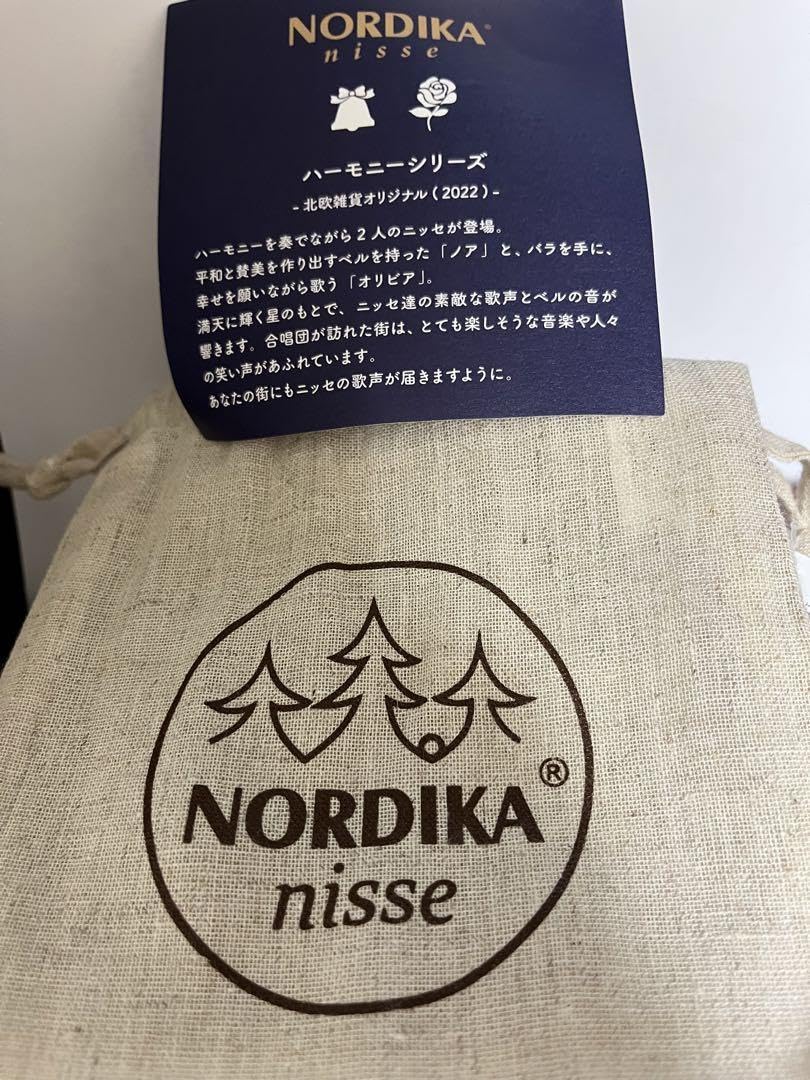 NORDIKA
nisse
ハーモニーシリーズ
- 北欧雑貨オリジナル ( 2022 ) -
ハーモニーを奏でながら 2 人のニッセが登場。
平和と賛美を作り出すベルを持った「ノア」と、バラを手に、
幸せを願いながら歌う「オリビア」。
満天に輝く星のもとで、ニッセ達の素敵な歌声とベルの音が
響きます。合唱団が訪れた街は、とても楽しそうな音楽や人々
の笑い声があふれています。
あなたの街にもニッセの歌声が届きますように。
NORDIKA®
nisse